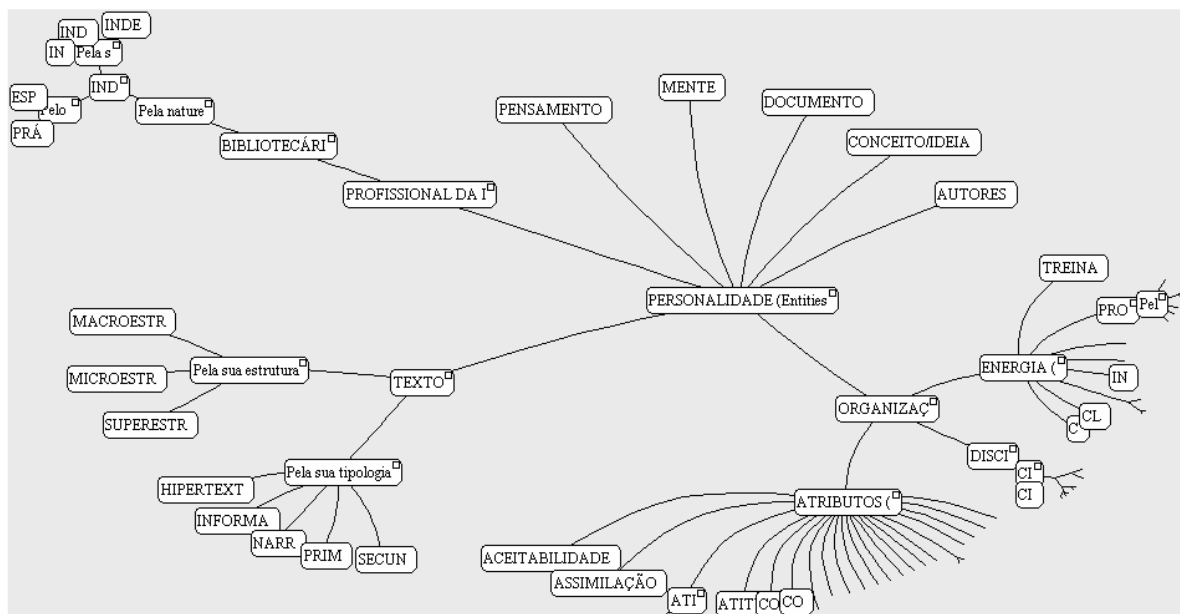 IND
INDE
IN
Pela s
IND
ESP
Pelo
PRÁ
Pela nature
BIBLIOTECÁRI
PROFISSIONAL DA I
PENSAMENTO
MENTE
DOCUMENTO
CONCEITO/IDEIA
AUTORES
PERSONALIDADE (Entities
TREINA
PRO
Pel
ENERGIA (
IN
CL
C
ORGANIZAÇ
DISCI
CI
CI
MACROESTR
Pela sua estrutura
MICROESTR
TEXTO
SUPERESTR
Pela sua tipologia
HIPERTEXT
INFORMA
NARR
PRIM
SECUN
ATRIBUTOS (
ACEITABILIDADE
ASSIMILAÇÃO
ATI
ATIT
CO
CO